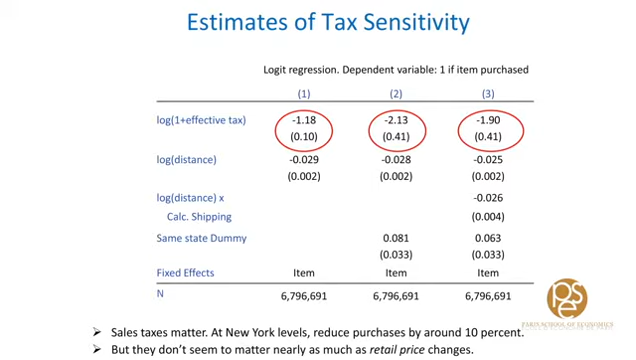 Estimates of Tax Sensitivity
Logit regression. Dependent variable: 1 if item purchased
(1) (2) (3)
log(1+effective tax) -1.18 -2.13 -1.90
(0.10) (0.41) (0.41)
log(distance) -0.029 -0.028 -0.025
(0.002) (0.002) (0.002)
log(distance) x -0.026
Calc. Shipping (0.004)
Same state Dummy 0.081 0.063
(0.033) (0.033)
Fixed Effects Item Item Item
N 6,796,691 6,796,691 6,796,691
pse
PARIS SCHOOL OF ECONOMICS
➤ Sales taxes matter. At New York levels, reduce purchases by around 10 percent.
➤ But they don't seem to matter nearly as much as retail price changes.